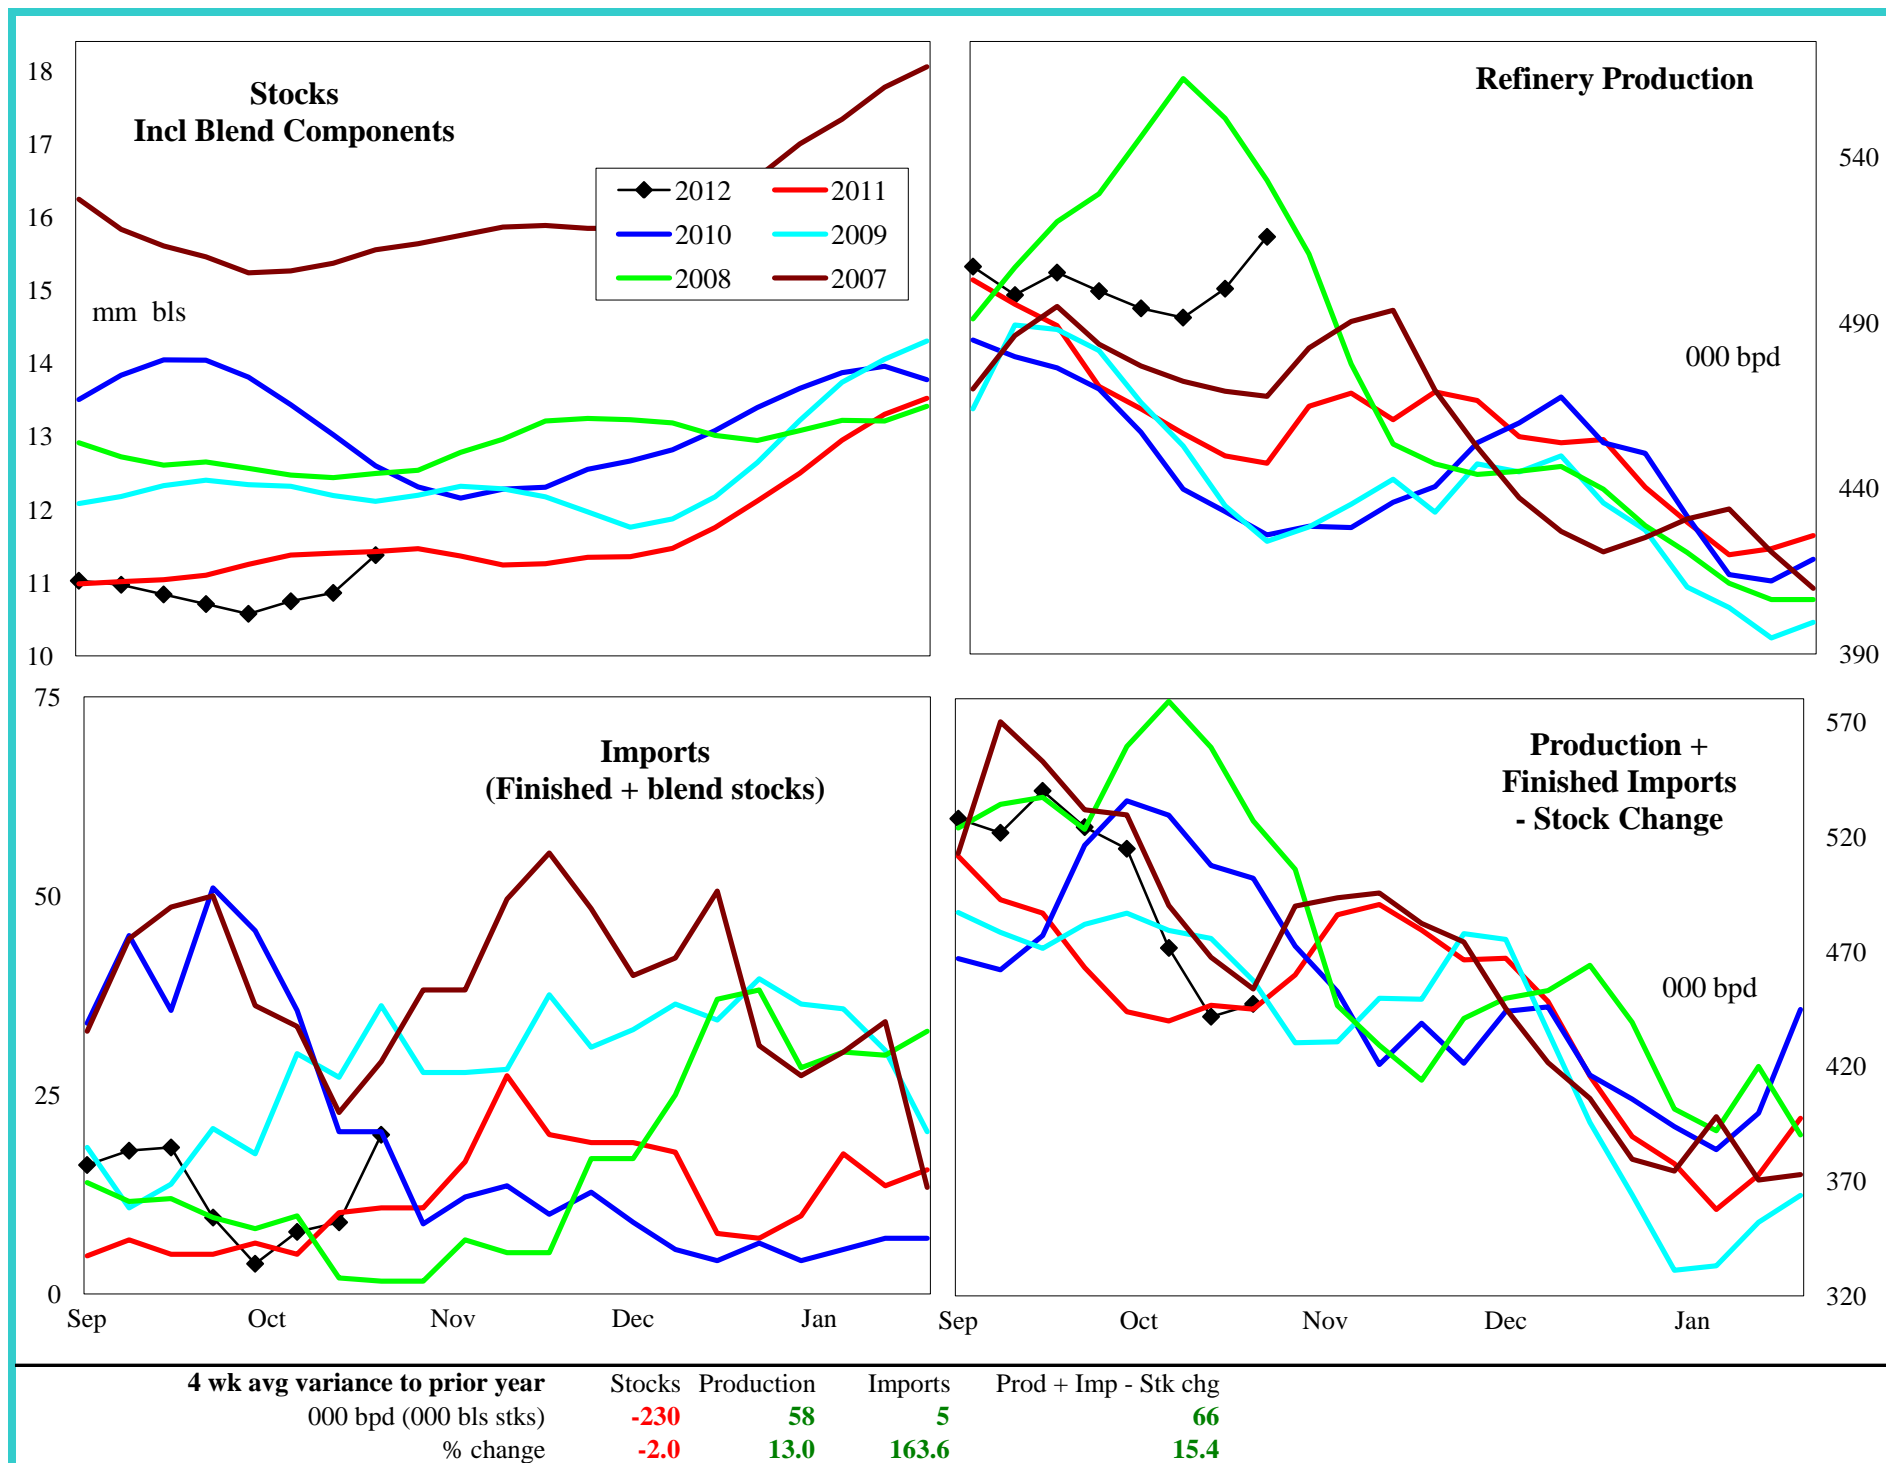 Stocks
Incl Blend Components
18
17
16
15
14
13
12
11
10
mm bls
2012 2011
2010 2009
2008 2007
Refinery Production
540
490
440
390
000 bpd
Imports
(Finished + blend stocks)
75
50
25
0
Sep Oct Nov Dec Jan
Production +
Finished Imports
- Stock Change
570
520
470
420
370
320
000 bpd
Sep Oct Nov Dec Jan
4 wk avg variance to prior year Stocks Production Imports Prod + Imp - Stk chg
000 bpd (000 bls stks) -230 58 5 66
% change -2.0 13.0 163.6 15.4